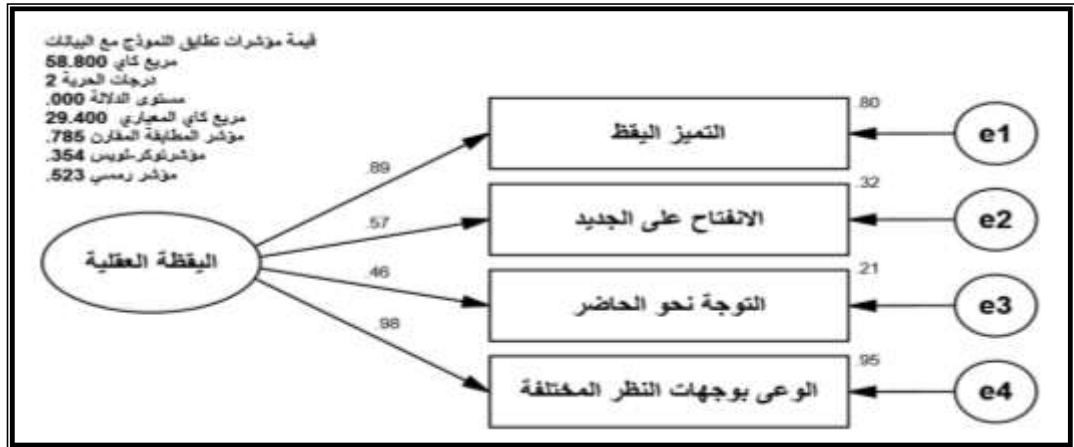 قيمة مؤشرات تطابق النموذج مع البيانات
مربع كاي 58.800
درجات الحرية 2
مستوى الدلالة 000.
مربع كاي المعياري 29.400
مؤشر المطابقة المقارن 785.
مؤشرتوكر-لويس 354.
مؤشر رمسي 523.
.80
التميز اليقظ
e1
.89
.32
الانفتاح على الجديد
e2
.57
اليقظة العقلية
.21
التوجة نحو الحاضر
e3
.46
.98
.95
الوعى بوجهات النظر المختلفة
e4